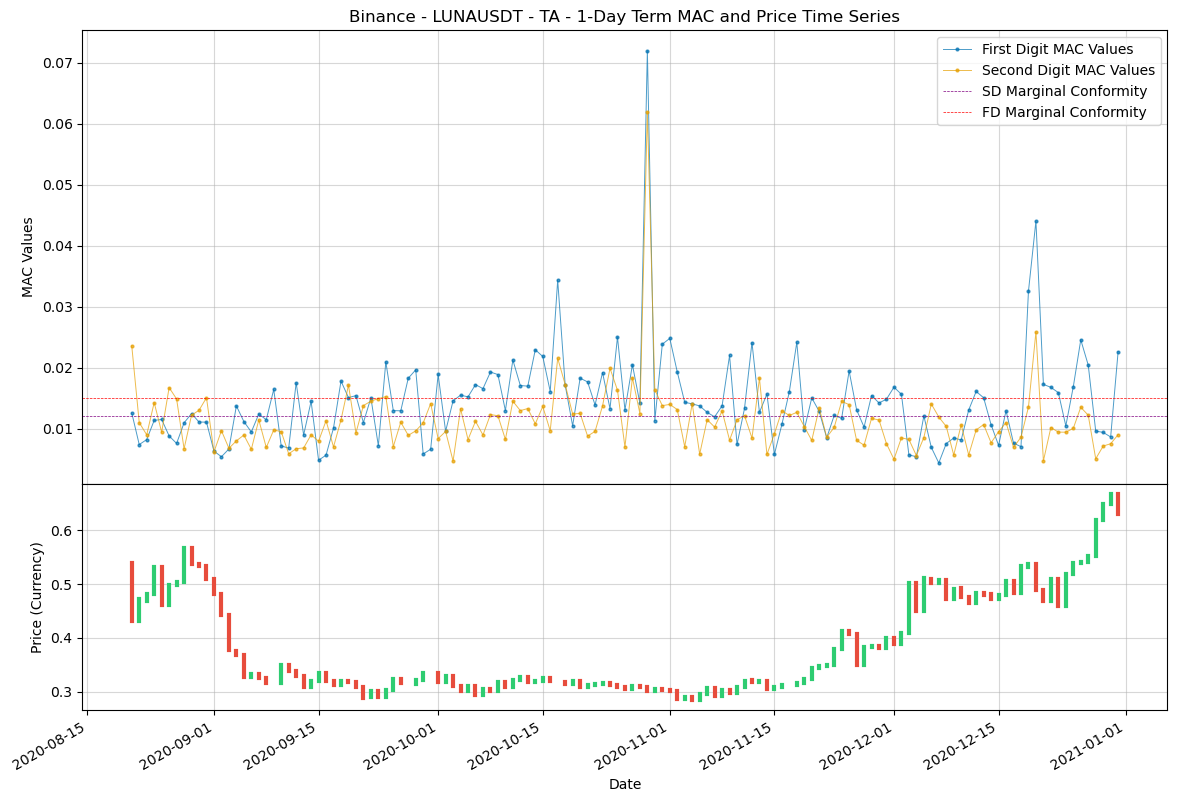 Binance - LUNAUSDT - TA - 1-Day Term MAC and Price Time Series
First Digit MAC Values
Second Digit MAC Values
SD Marginal Conformity
FD Marginal Conformity
MAC Values
0.07
0.06
0.05
0.04
0.03
0.02
0.01
Price (Currency)
0.6
0.5
0.4
0.3
2020-08-15
2020-09-01
2020-09-15
2020-10-01
2020-10-15
2020-11-01
2020-11-15
2020-12-01
2020-12-15
2021-01-01
Date